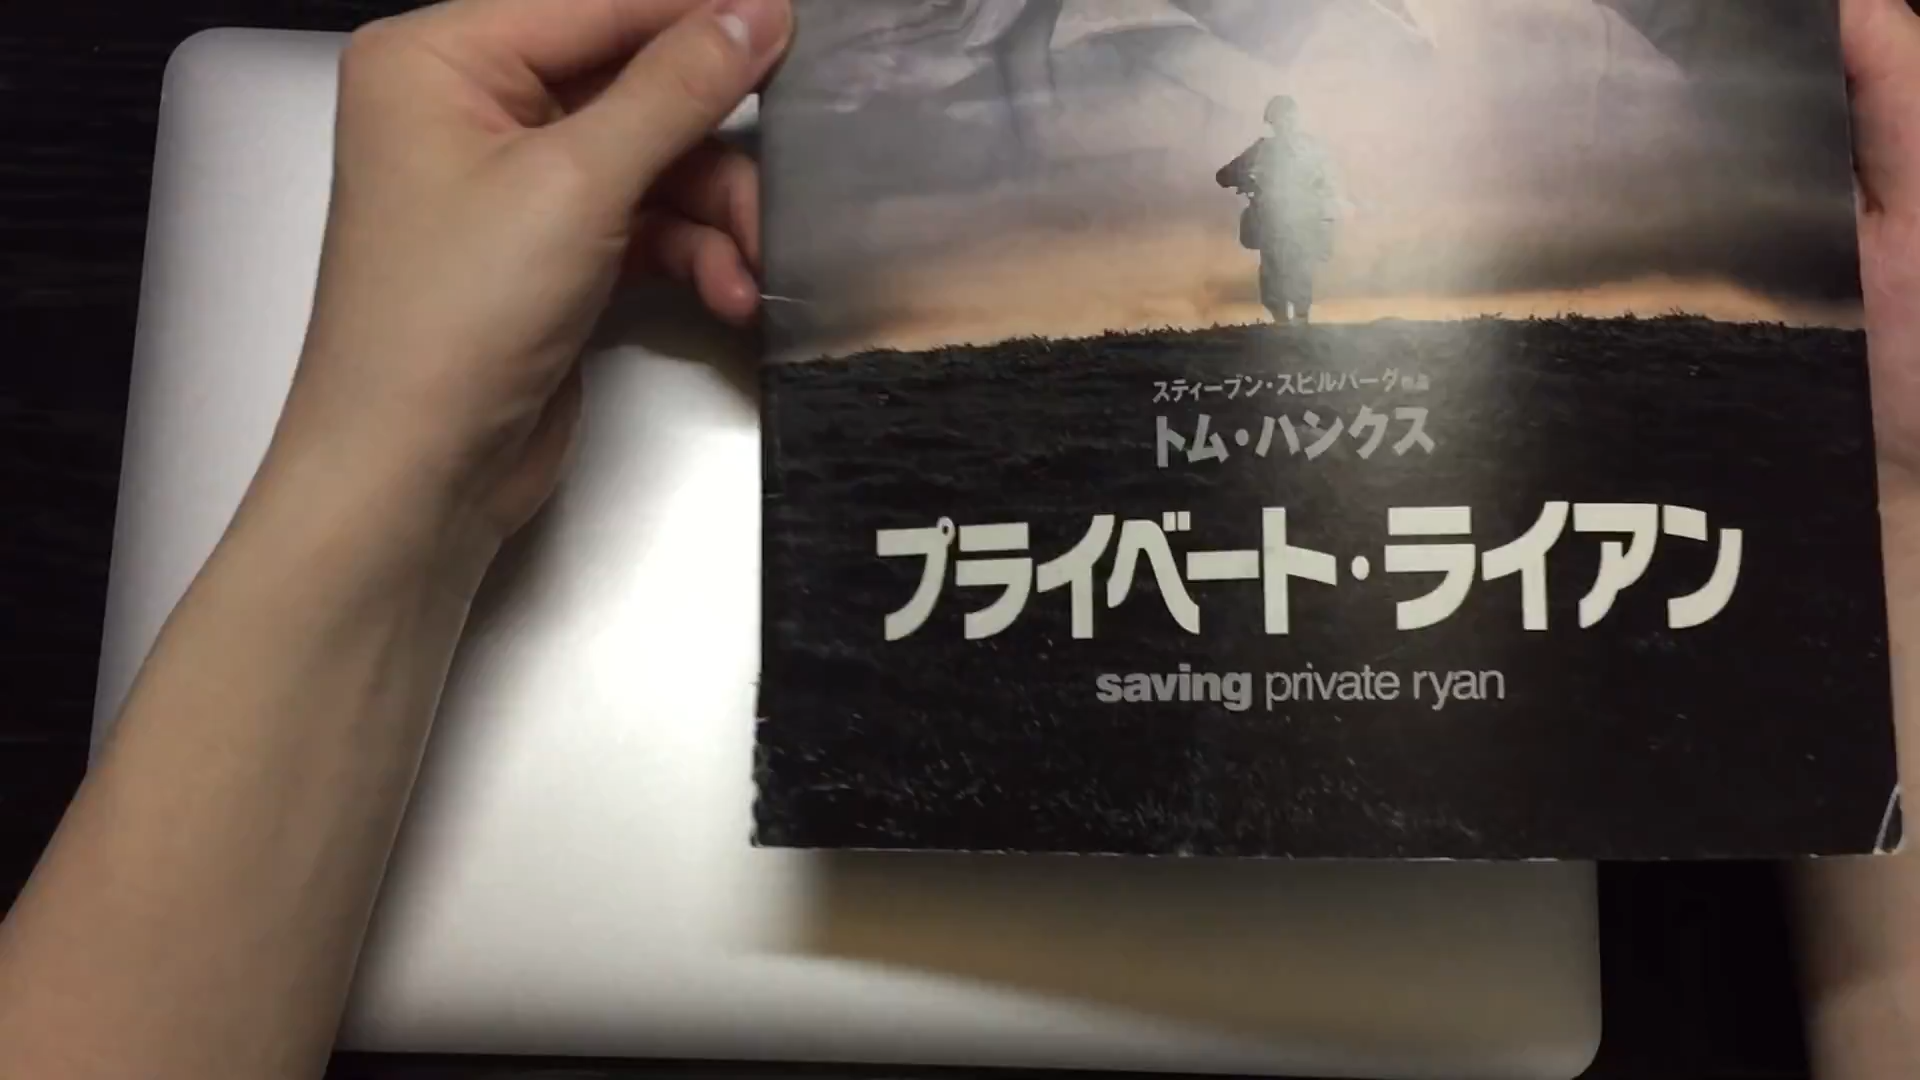 スティーブン・スピルバーグ作品
トム・ハンクス
プライベート・ライアン
saving private ryan